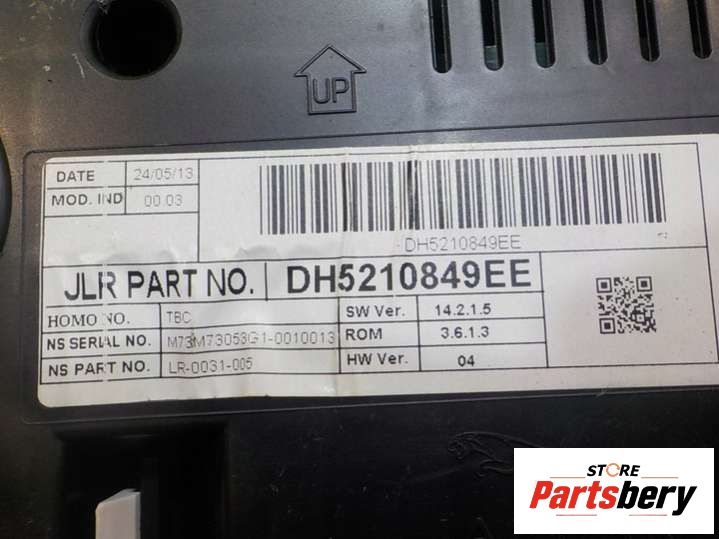 UP
DATE 24/05/13
MOD. IND 00.03
DH5210849EE
JLR PART NO. DH5210849EE
HOMO NO. TBC SW Ver. 14.2.1.5
NS SERIAL NO. M73M73053G1-0010013 ROM 3.6.1.3
NS PART NO. LR-0031-005 HW Ver. 04
STORE
Partsbery